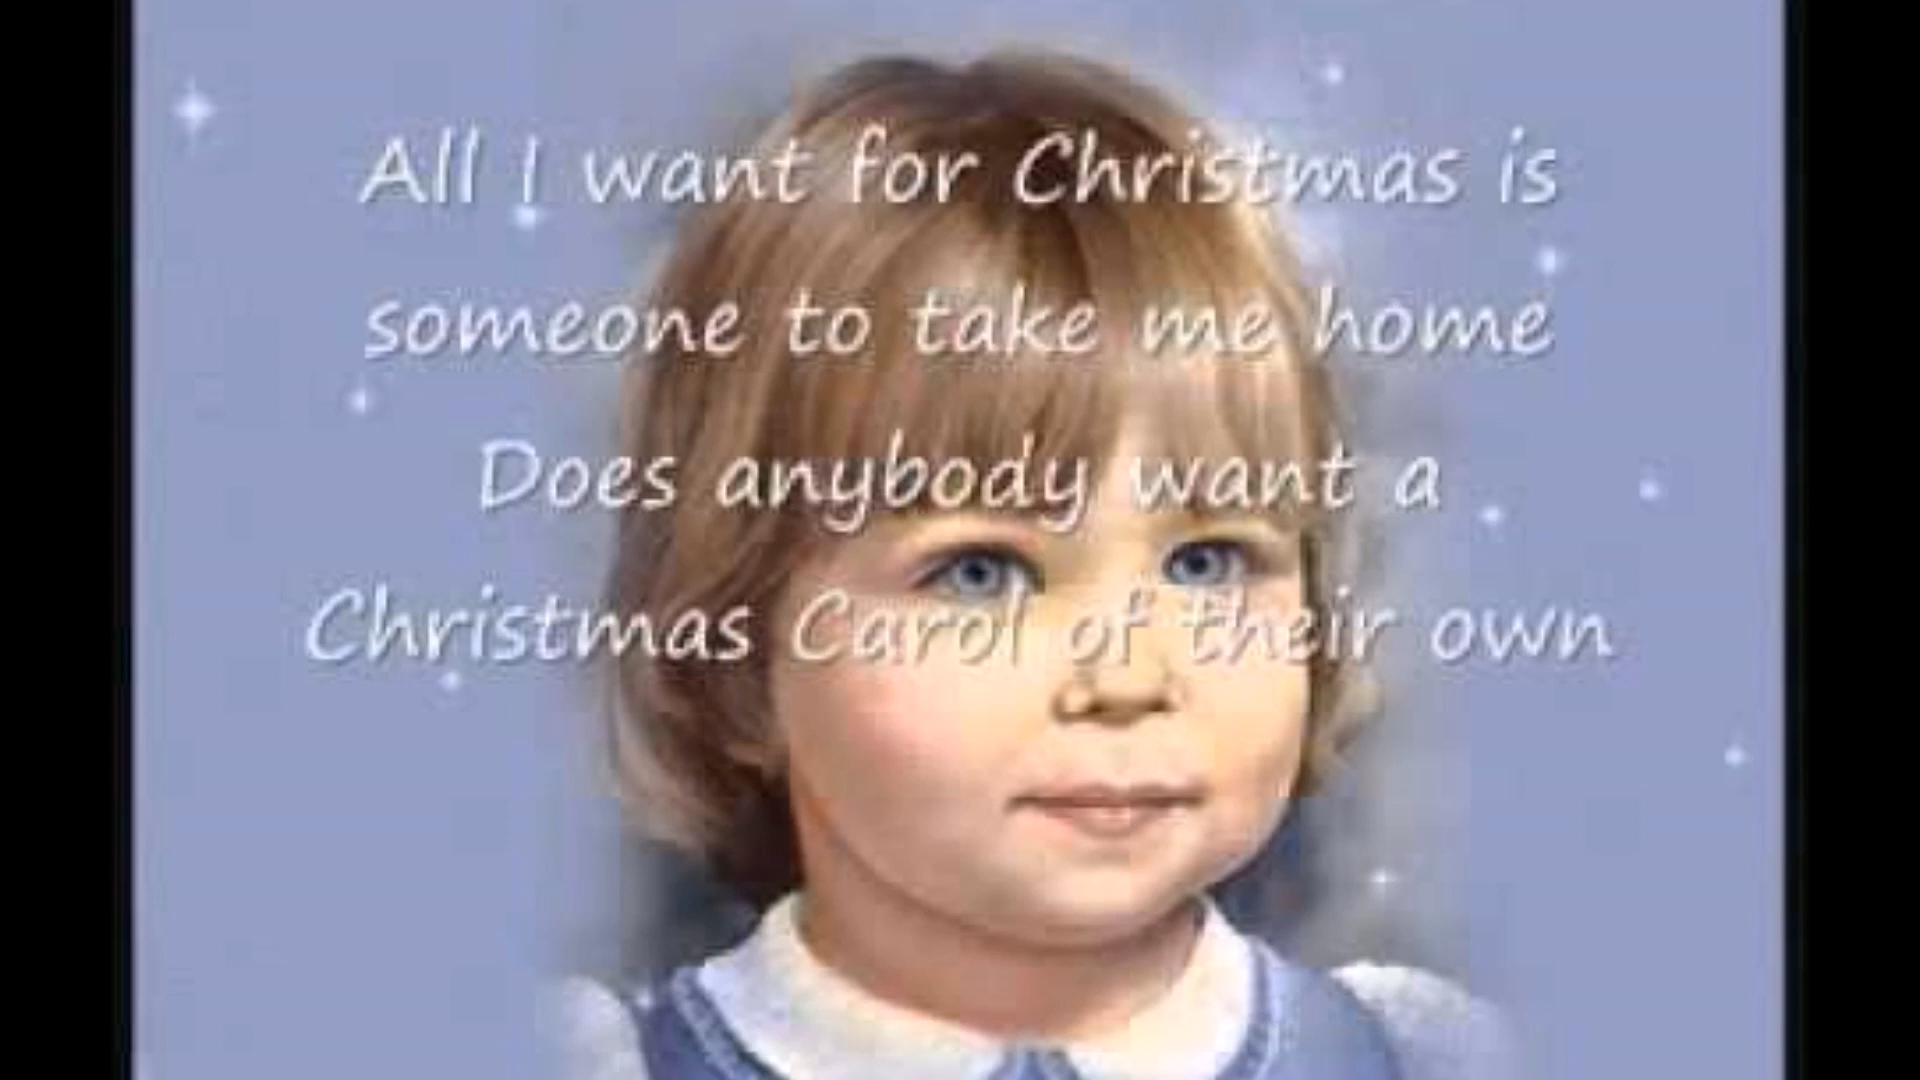 All I want for Christmas is
someone to take me home
Does anybody want a
Christmas Carol of their own